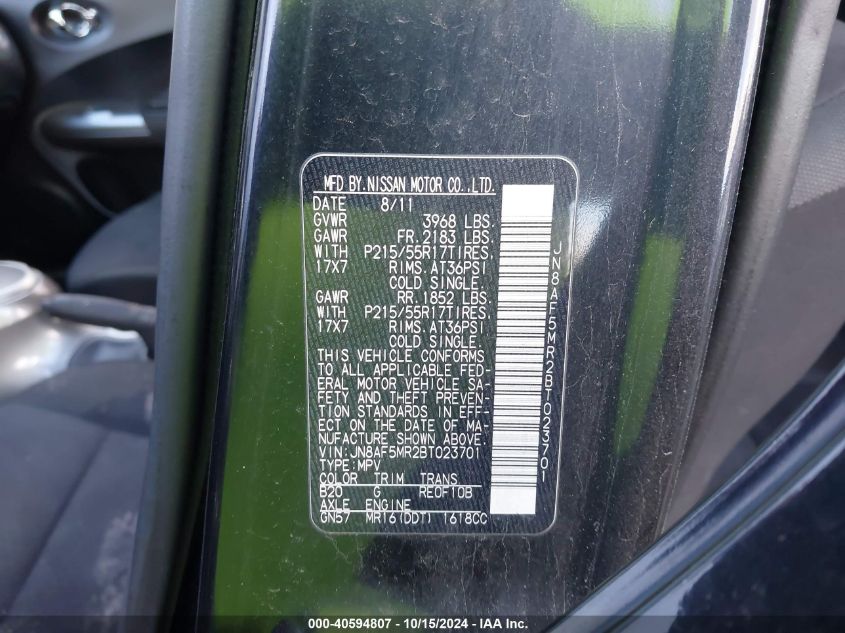 MFD BY.NISSAN MOTOR CO.,LTD.
DATE 8/11
GVWR 3968 LBS.
GAWR FR.2183 LBS.
WITH P215/55R17TIRES,
17X7 RIMS.AT36PSI
COLD SINGLE.
GAWR RR.1852 LBS.
WITH P215/55R17TIRES,
17X7 RIMS.AT36PSI
COLD SINGLE.
THIS VEHICLE CONFORMS
TO ALL APPLICABLE FED-
ERAL MOTOR VEHICLE SA-
FETY AND THEFT PREVEN-
TION STANDARDS IN EFF-
ECT ON THE DATE OF MA-
NUFACTURE SHOWN ABOVE.
VIN:JN8AF5MR2BT023701
TYPE:MPV
COLOR TRIM TRANS
B20 G RE0F10B
AXLE ENGINE
GN57 MR16(DDT) 1618CC
JN8AF5MR2BT023701
000-40594807 - 10/15/2024 - IAA Inc.